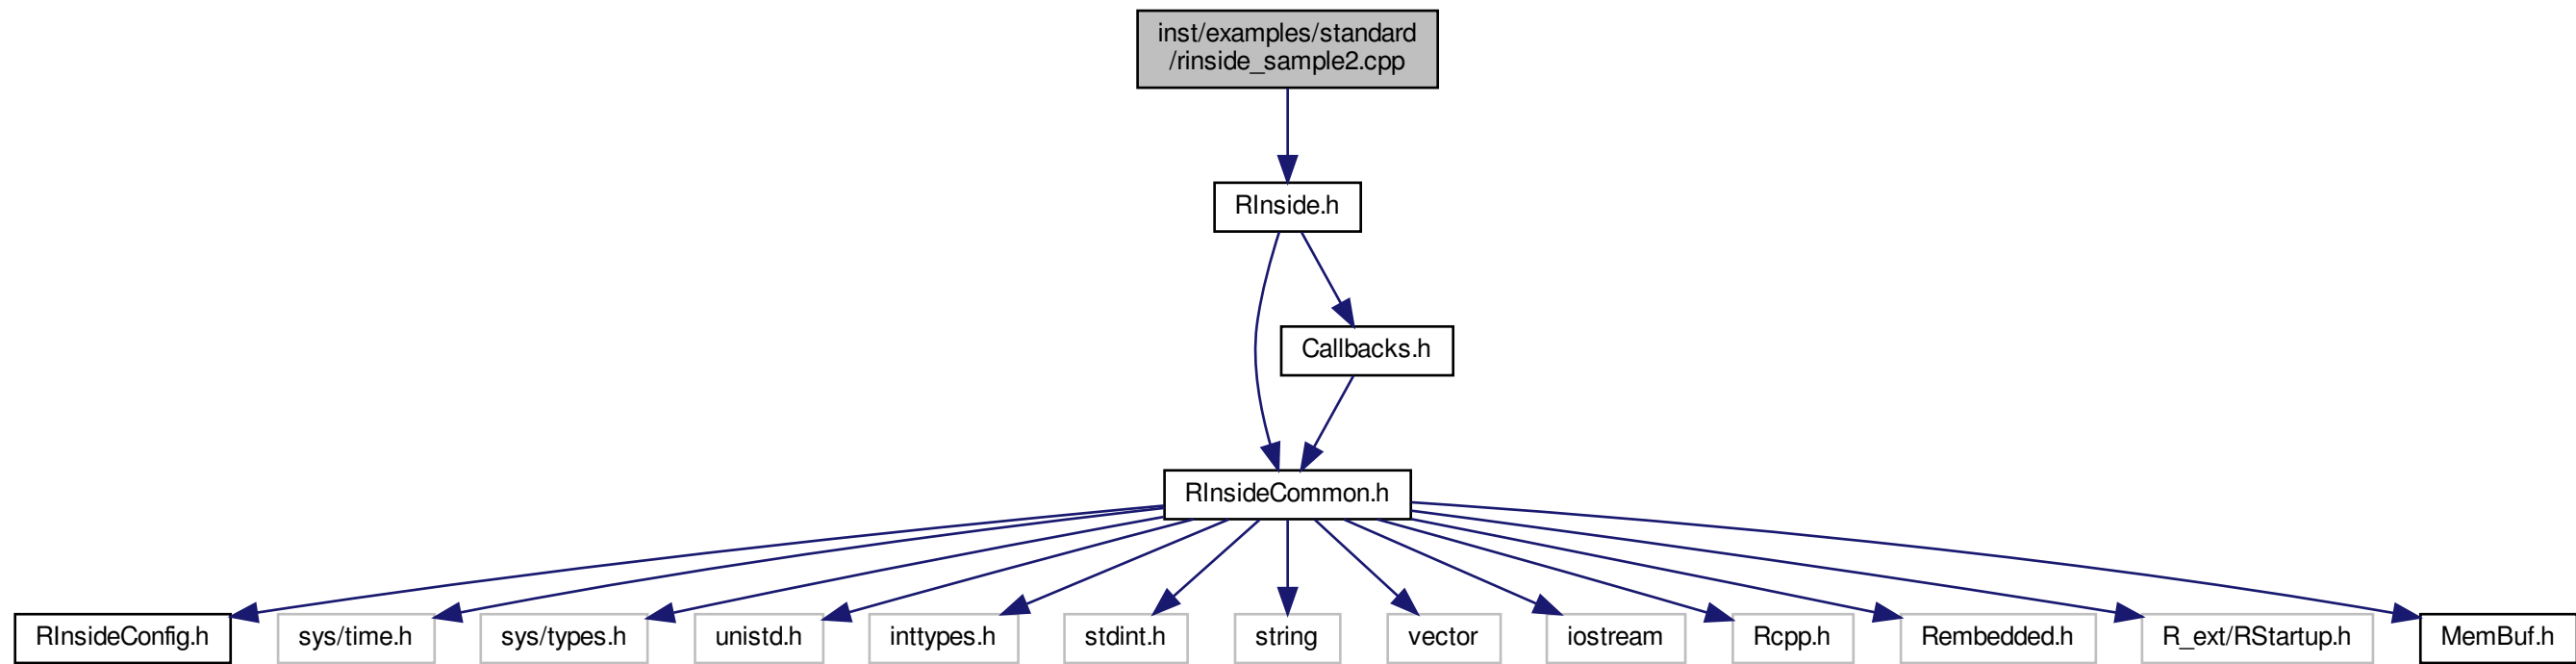 inst/examples/standard
/rinside_sample2.cpp
RInside.h
Callbacks.h
RInsideCommon.h
RInsideConfig.h
sys/time.h
sys/types.h
unistd.h
inttypes.h
stdint.h
string
vector
iostream
Rcpp.h
Rembedded.h
R_ext/RStartup.h
MemBuf.h